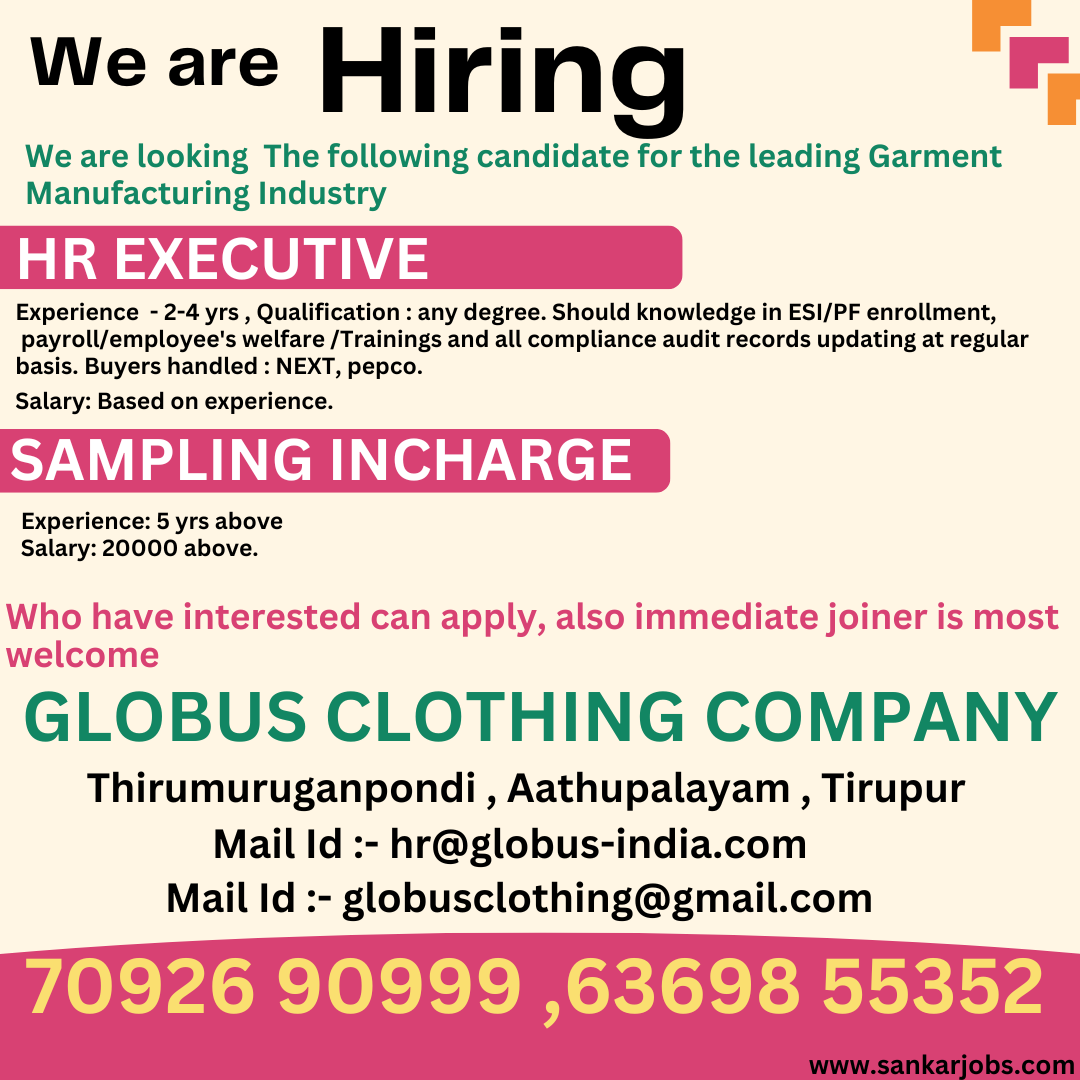 We are Hiring
We are looking The following candidate for the leading Garment
Manufacturing Industry
HR EXECUTIVE
Experience - 2-4 yrs , Qualification : any degree. Should knowledge in ESI/PF enrollment,
payroll/employee's welfare /Trainings and all compliance audit records updating at regular
basis. Buyers handled : NEXT, pepco.
Salary: Based on experience.
SAMPLING INCHARGE
Experience: 5 yrs above
Salary: 20000 above.
Who have interested can apply, also immediate joiner is most
welcome
GLOBUS CLOTHING COMPANY
Thirumuruganpondi , Aathupalayam , Tirupur
Mail Id :- hr@globus-india.com
Mail Id :- globusclothing@gmail.com
70926 90999 ,63698 55352
www.sankarjobs.com